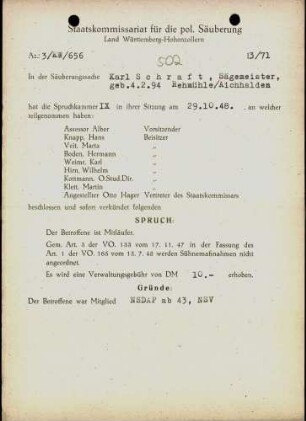 Staatskommissariat für die pol. Säuberung
Land Württemberg-Hohenzollern
Az.: 3/XX/656
502
13/71
In der Säuberungssache Karl Schraft, Sägemeister,
geb.4.2.94 Rehmühle/Aichhalden
hat die Spruchkammer IX in ihrer Sitzung am 29.10.48. an welcher
teilgenommen haben:
Assessor Alber Vorsitzender
Knapp, Hans Beisitzer
Veit, Maria „
Boden, Hermann „
Weime, Karl „
Hirn, Wilhelm „
Kottmann, O.Stud.Dir. „
Klett, Martin „
Angestellter Otto Hager Vertreter des Staatskommissars
beschlossen und sofort verkündet folgenden
SPRUCH:
Der Betroffene ist Mitläufer.
Gem. Art. 3 der VO. 133 vom 17. 11. 47 in der Fassung des
Art. 1 der VO. 165 vom 13. 7. 48 werden Sühnemaßnahmen nicht
angeordnet.
Es wird eine Verwaltungsgebühr von DM 10.- erhoben.
Gründe:
Der Betroffene war Mitglied NSDAP ab 43, NSV